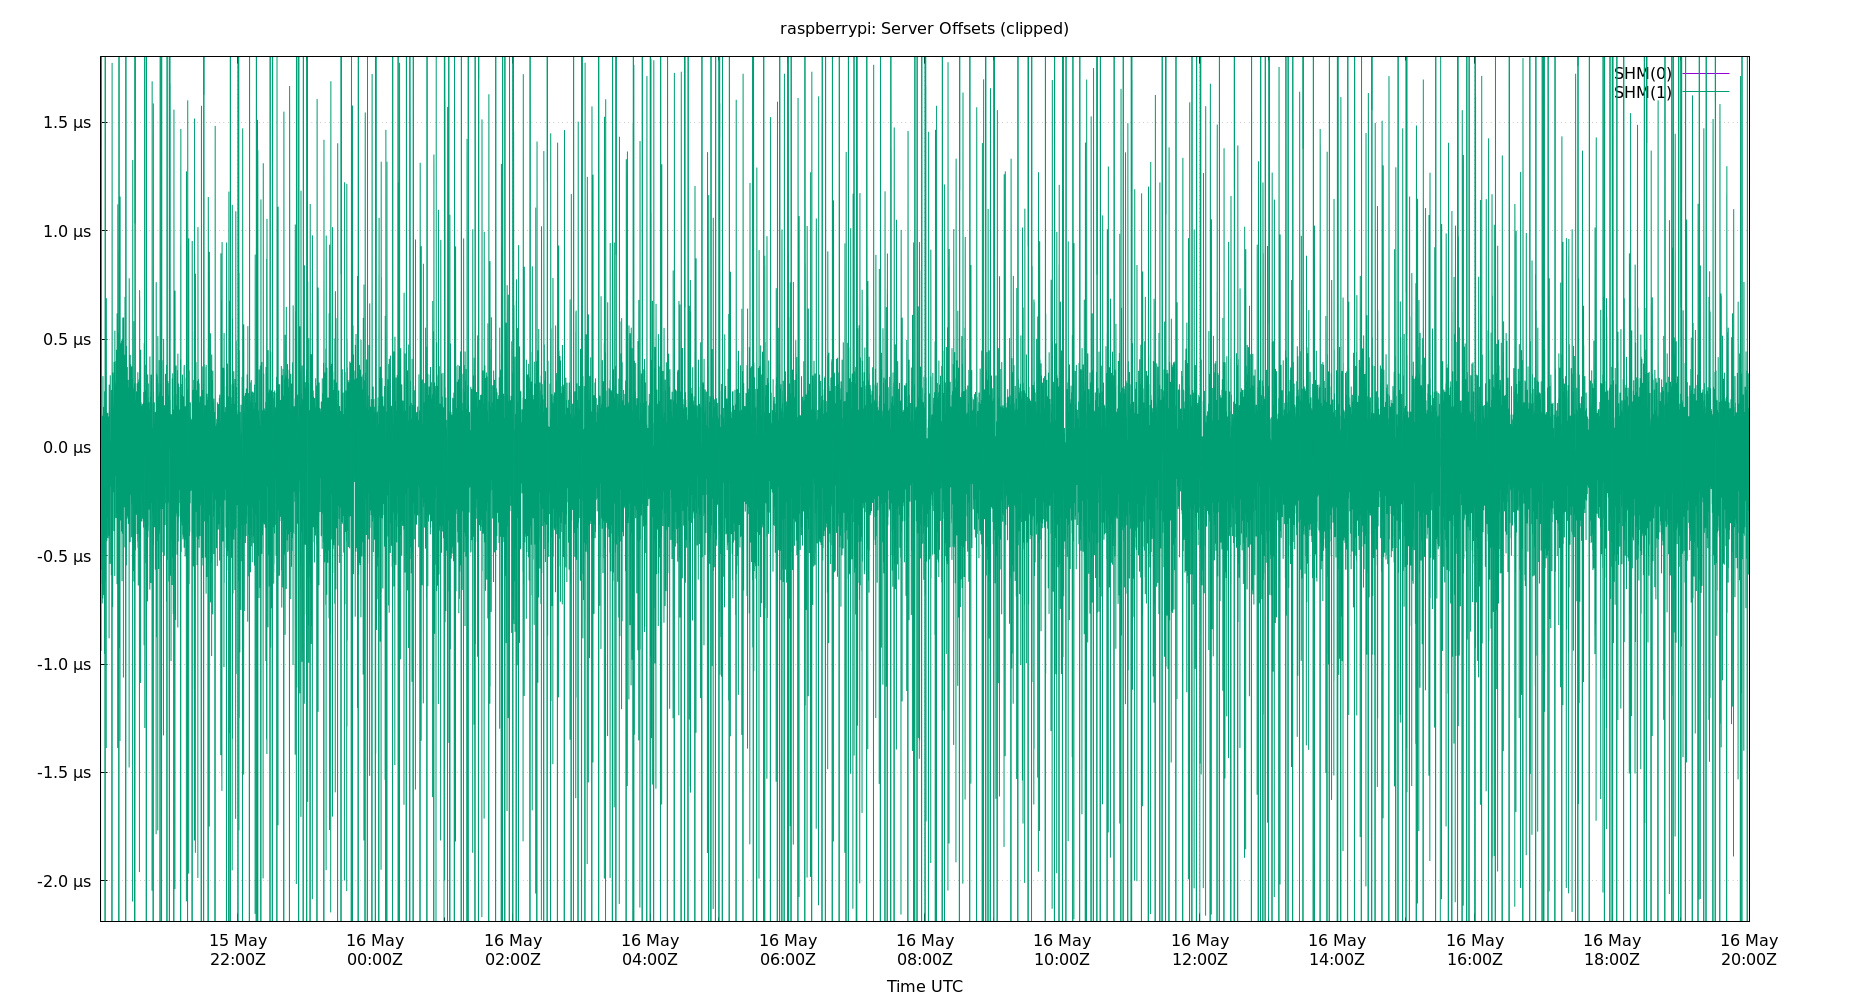 raspberrypi: Server Offsets (clipped)
SHM(0)
SHM(1)
1.5 µs
1.0 µs
0.5 µs
0.0 µs
-0.5 µs
-1.0 µs
-1.5 µs
-2.0 µs
15 May 16 May 16 May 16 May 16 May 16 May 16 May 16 May 16 May 16 May 16 May 16 May
22:00Z 00:00Z 02:00Z 04:00Z 06:00Z 08:00Z 10:00Z 12:00Z 14:00Z 16:00Z 18:00Z 20:00Z
Time UTC